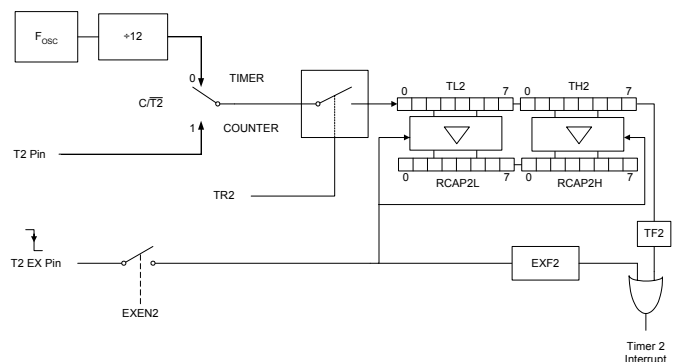 FOSC
÷12
0
TIMER
C/T2
1
COUNTER
T2 Pin
TR2
0 TL2 7
0 TH2 7
0 RCAP2L 7
0 RCAP2H 7
TF2
T2 EX Pin
EXEN2
EXF2
Timer 2
Interrupt